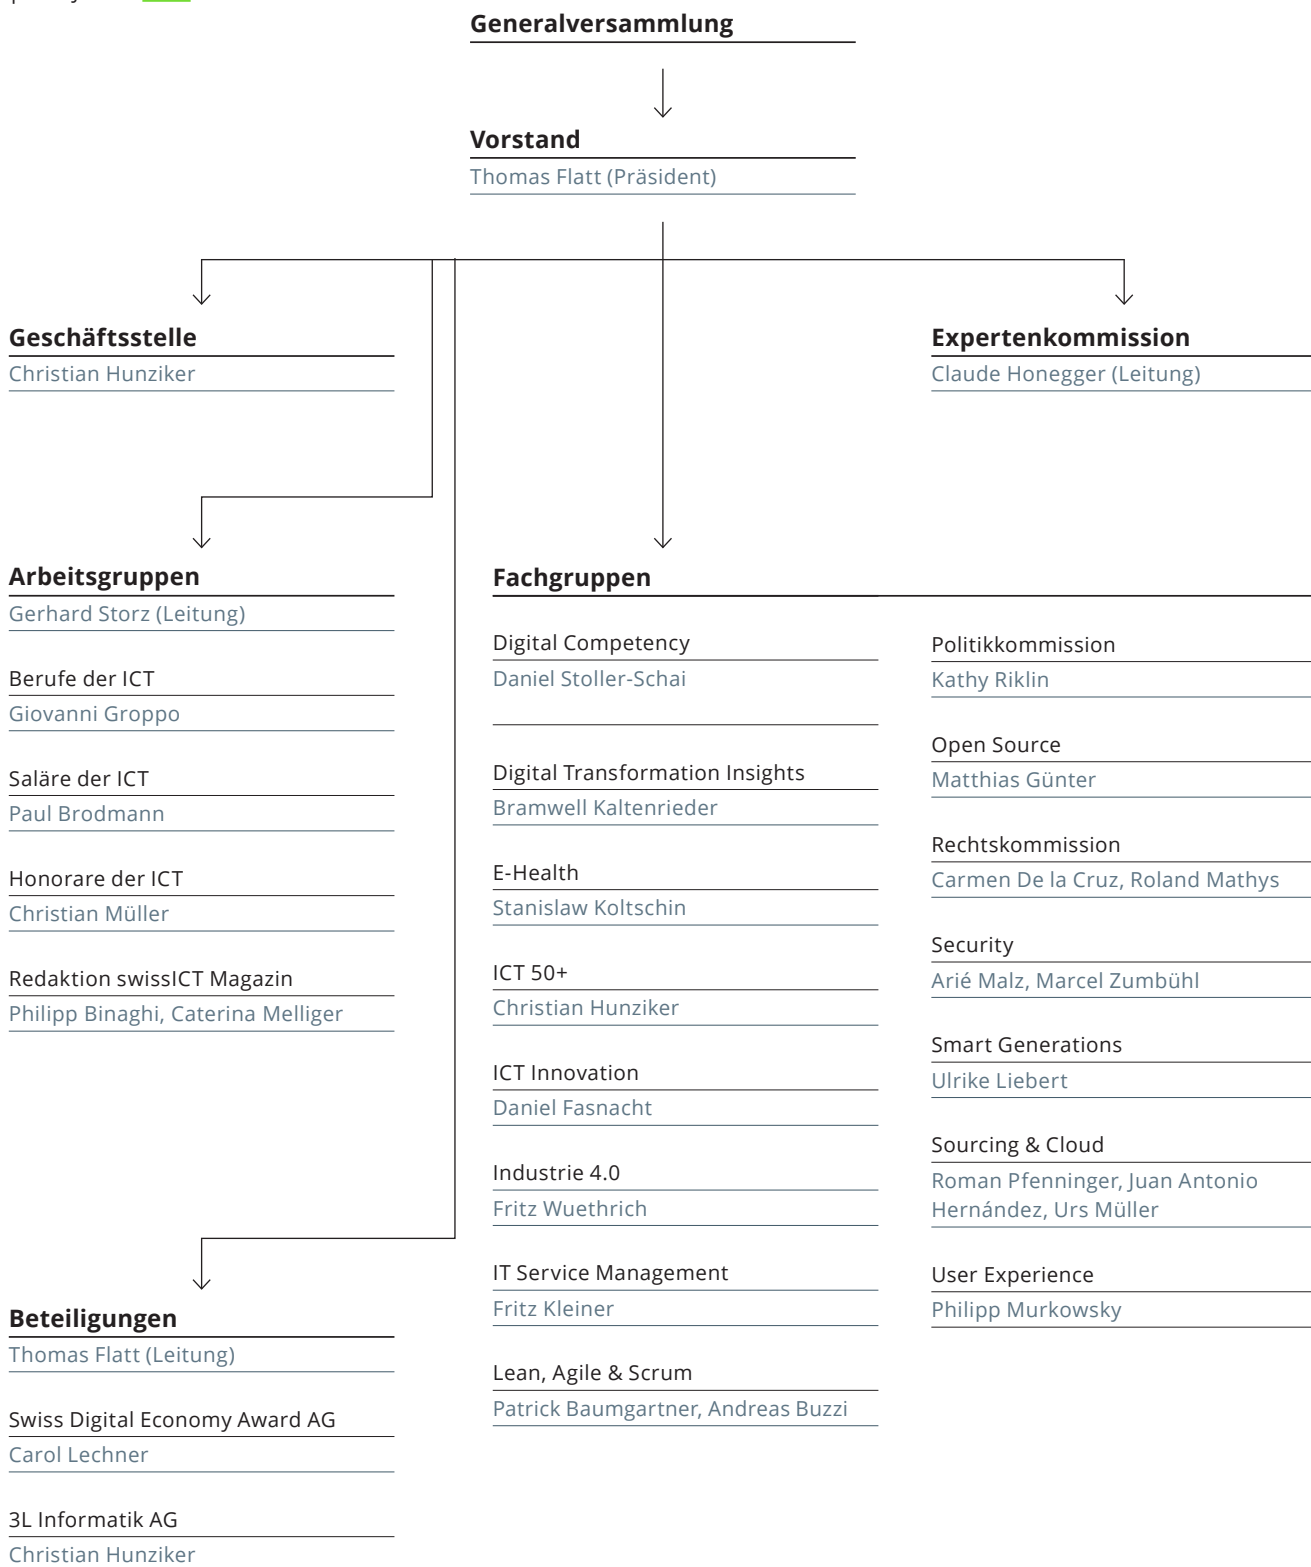 Generalversammlung
Vorstand
Thomas Flatt (Präsident)
Geschäftsstelle
Christian Hunziker
Expertenkommission
Claude Honegger (Leitung)
Arbeitsgruppen
Gerhard Storz (Leitung)
Berufe der ICT
Giovanni Groppo
Saläre der ICT
Paul Brodmann
Honorare der ICT
Christian Müller
Redaktion swissICT Magazin
Philipp Binaghi, Caterina Melliger
Beteiligungen
Thomas Flatt (Leitung)
Swiss Digital Economy Award AG
Carol Lechner
3L Informatik AG
Christian Hunziker
Fachgruppen
Digital Competency
Daniel Stoller-Schai
Digital Transformation Insights
Bramwell Kaltenrieder
E-Health
Stanislaw Koltschin
ICT 50+
Christian Hunziker
ICT Innovation
Daniel Fasnacht
Industrie 4.0
Fritz Wuethrich
IT Service Management
Fritz Kleiner
Lean, Agile & Scrum
Patrick Baumgartner, Andreas Buzzi
Politikkommission
Kathy Riklin
Open Source
Matthias Günter
Rechtskommission
Carmen De la Cruz, Roland Mathys
Security
Arié Malz, Marcel Zumbühl
Smart Generations
Ulrike Liebert
Sourcing & Cloud
Roman Pfenninger, Juan Antonio
Hernández, Urs Müller
User Experience
Philipp Murkowsky